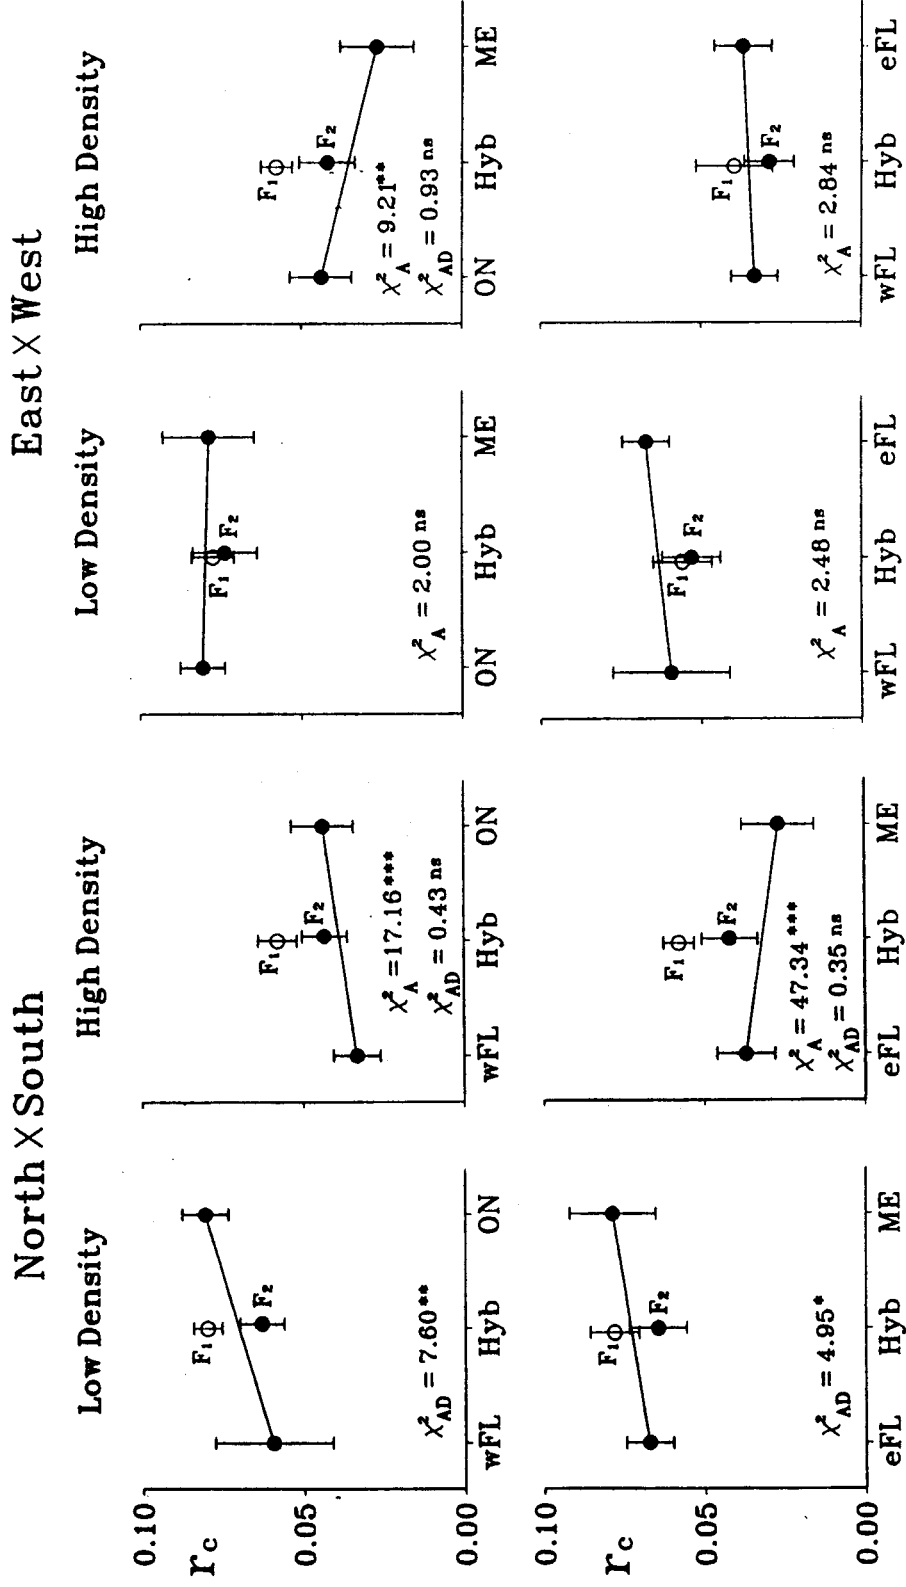 North X South
East X West
Low Density
High Density
Low Density
High Density
0.10
0.05
0.00
r_c
F₁
F₂
χ²_AD = 7.60**
wFL Hyb ON
F₁
F₂
χ²_A = 17.16***
χ²_AD = 0.43 ns
wFL Hyb ON
F₁
F₂
χ²_A = 2.00 ns
ON Hyb ME
F₁
F₂
χ²_A = 9.21**
χ²_AD = 0.93 ns
ON Hyb ME
0.10
0.05
0.00
r_c
F₁
F₂
χ²_AD = 4.95*
eFL Hyb ME
F₁
F₂
χ²_A = 47.34***
χ²_AD = 0.35 ns
eFL Hyb ME
F₁
F₂
χ²_A = 2.48 ns
wFL Hyb eFL
F₁
F₂
χ²_A = 2.84 ns
wFL Hyb eFL